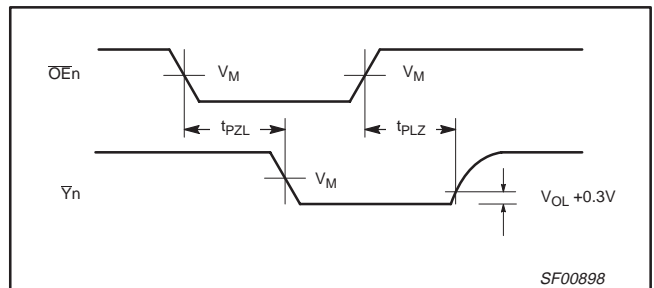 OEn
VM
VM
tPZL
tPLZ
Yn
VM
VOL +0.3V
SF00898